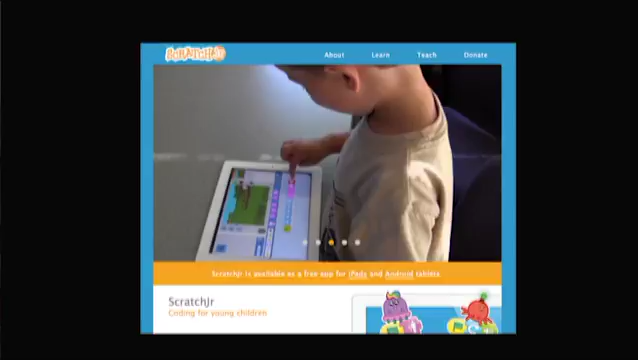 ScratchJr
About Learn Teach Donate
ScratchJr is available as a free app for iPads and Android tablets.
ScratchJr
Coding for young children